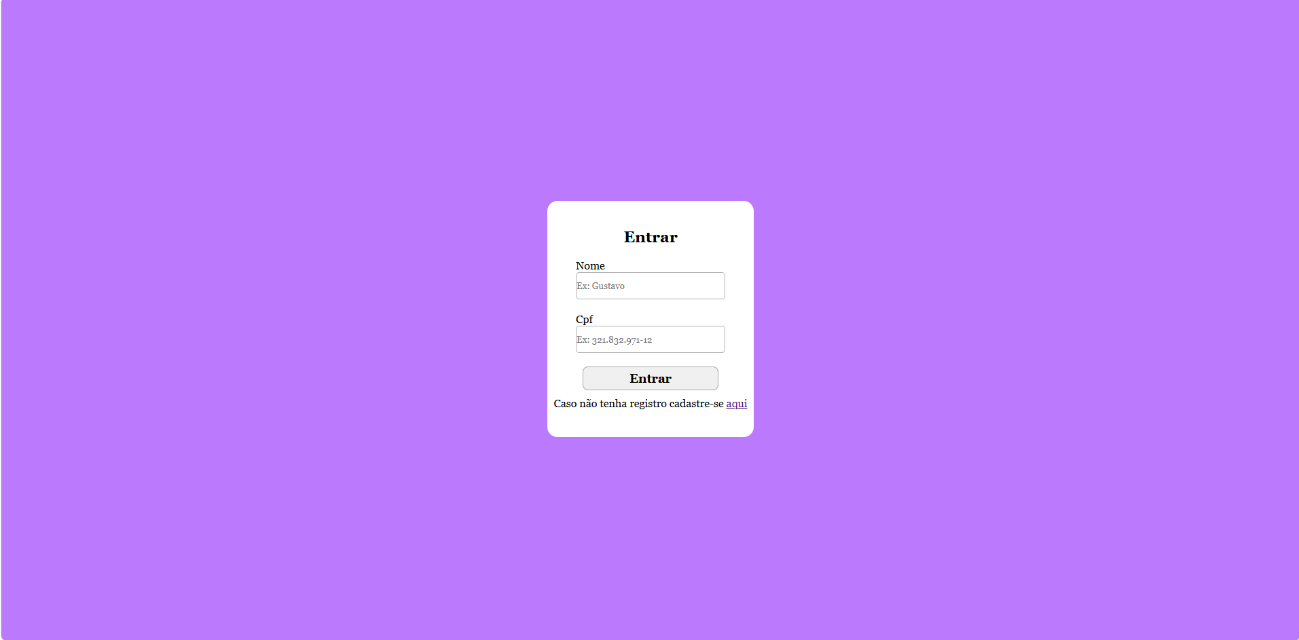 Entrar
Nome
Ex: Gustavo
Cpf
Ex: 321.832.971-12
Entrar
Caso não tenha registro cadastre-se aqui